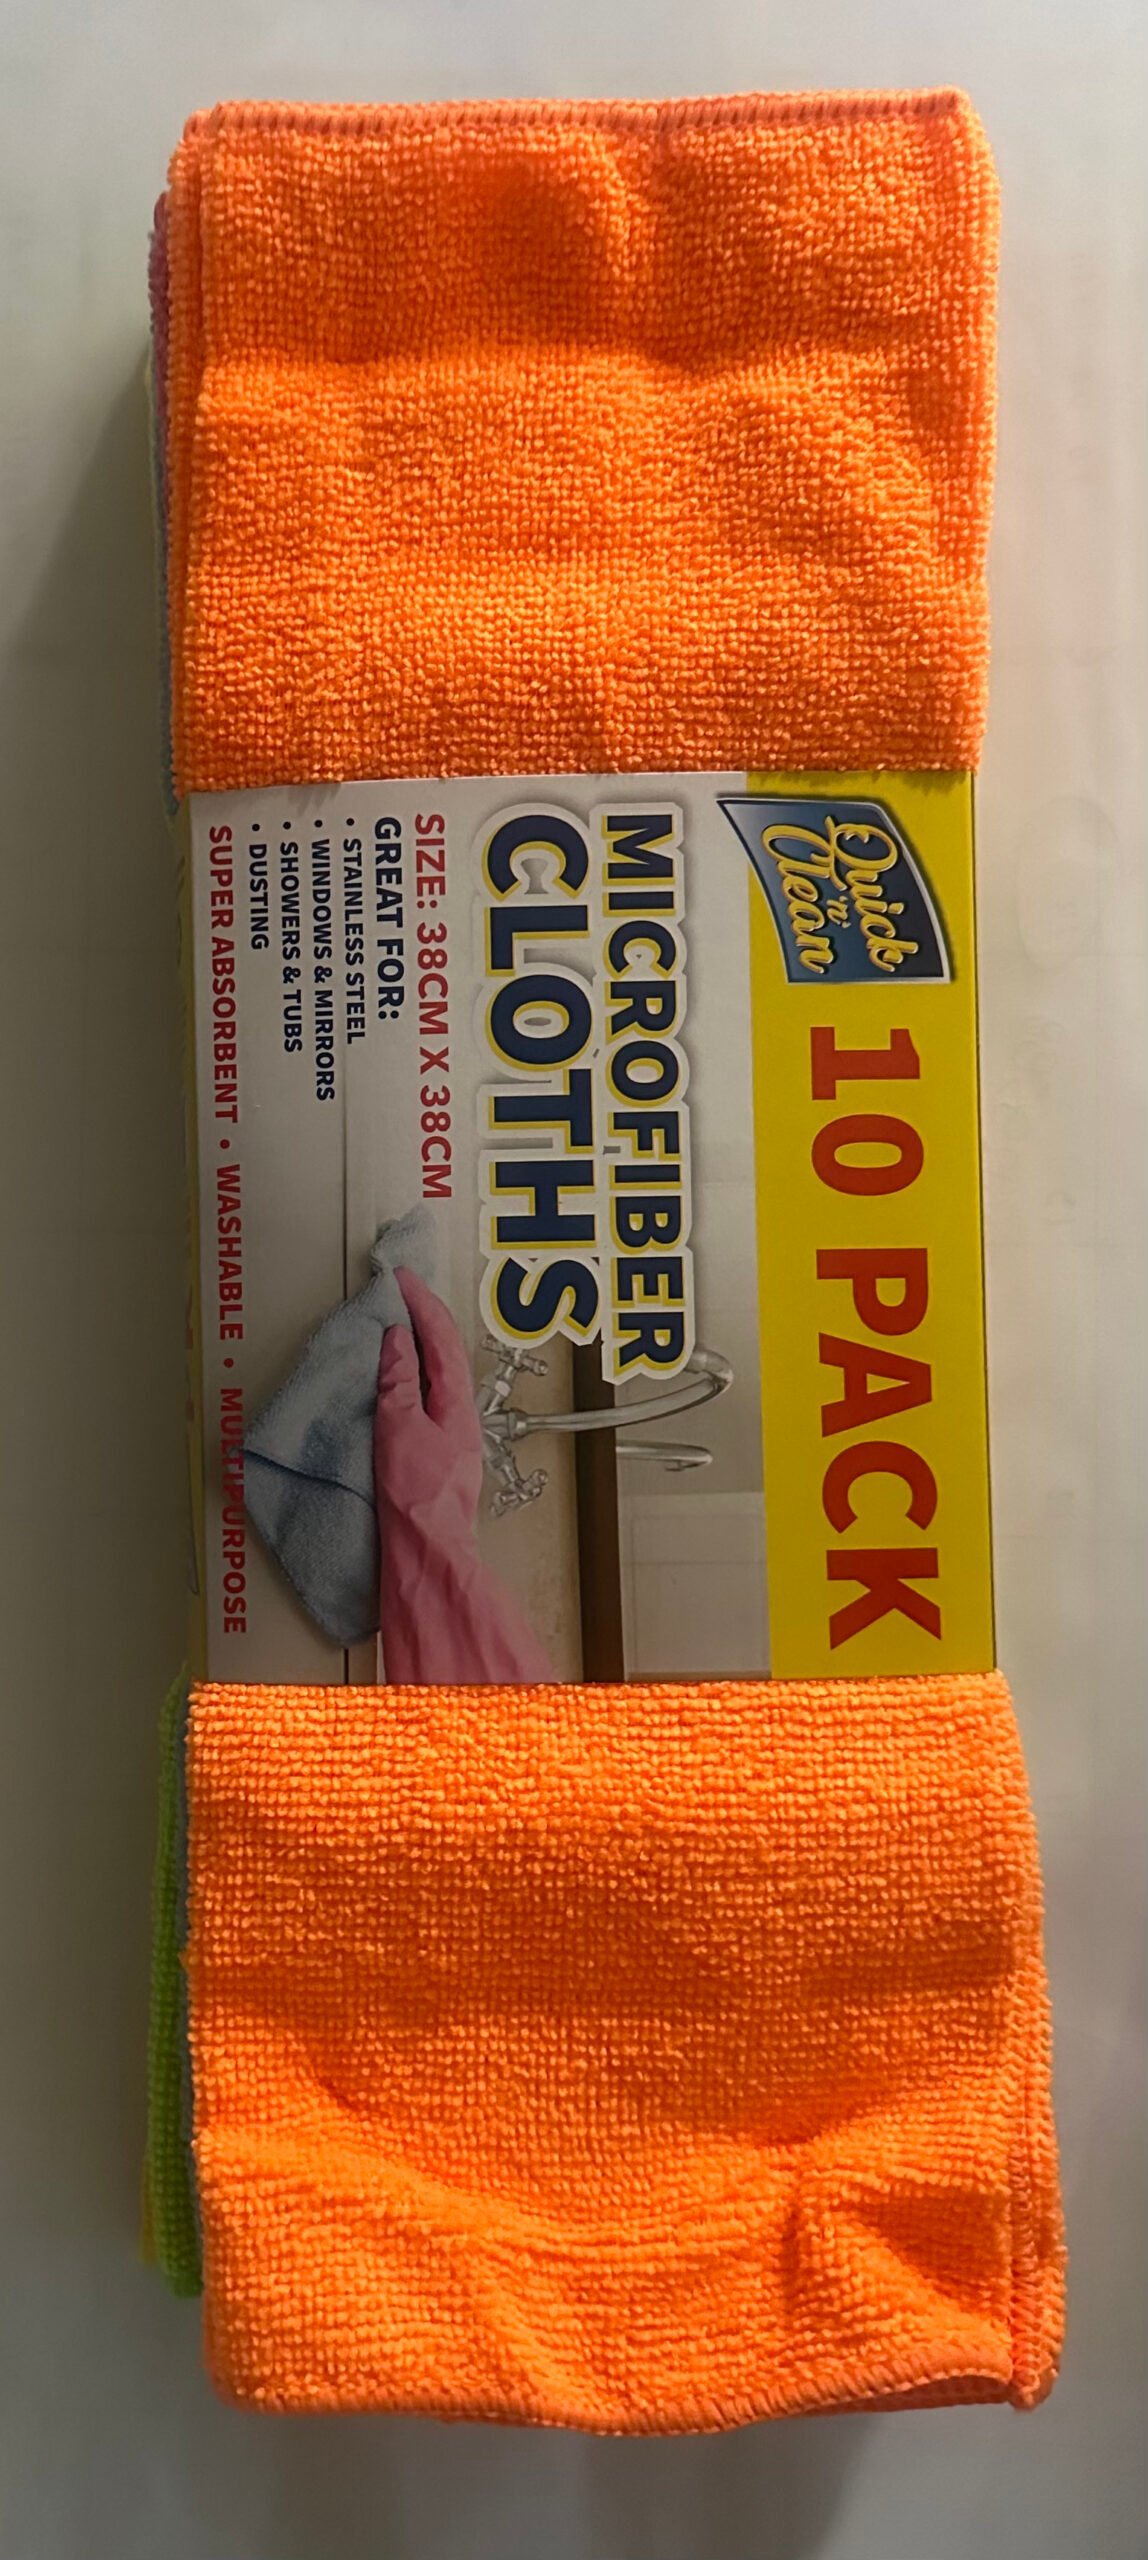 Quick
'n'
Clean
10 PACK
MICROFIBER
CLOTHS
SIZE: 38CM X 38CM
GREAT FOR:
• STAINLESS STEEL
• WINDOWS & MIRRORS
• SHOWERS & TUBS
• DUSTING
SUPER ABSORBENT • WASHABLE • MULTIPURPOSE